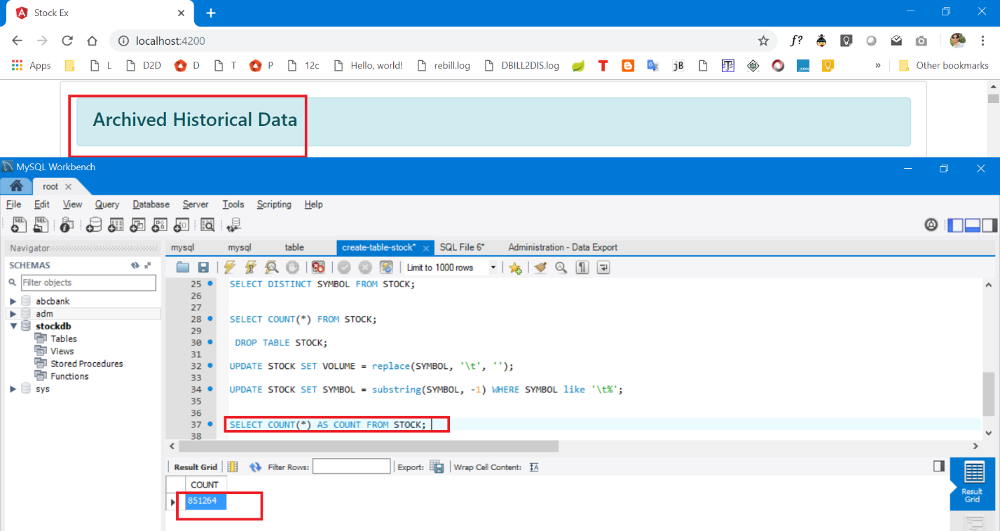 Stock Ex
localhost:4200
f?
Apps L D2D D T P 12c Hello, world! rebill.log DBILL2DIS.log T jB JSON » Other bookmarks
Archived Historical Data
MySQL Workbench
root
File Edit View Query Database Server Tools Scripting Help
Navigator
SCHEMAS
Filter objects
abcbank
adm
stockdb
Tables
Views
Stored Procedures
Functions
sys
mysql mysql table create-table-stock* SQL File 6* Administration - Data Export
Limit to 1000 rows
25 SELECT DISTINCT SYMBOL FROM STOCK;
26
27
28 SELECT COUNT(*) FROM STOCK;
29
30 DROP TABLE STOCK;
31
32 UPDATE STOCK SET VOLUME = replace(SYMBOL, '\t', '');
33
34 UPDATE STOCK SET SYMBOL = substring(SYMBOL, -1) WHERE SYMBOL like '\t%';
35
36
37 SELECT COUNT(*) AS COUNT FROM STOCK;
38
Result Grid Filter Rows: Export: Wrap Cell Content:
COUNT
851264
Result
Grid